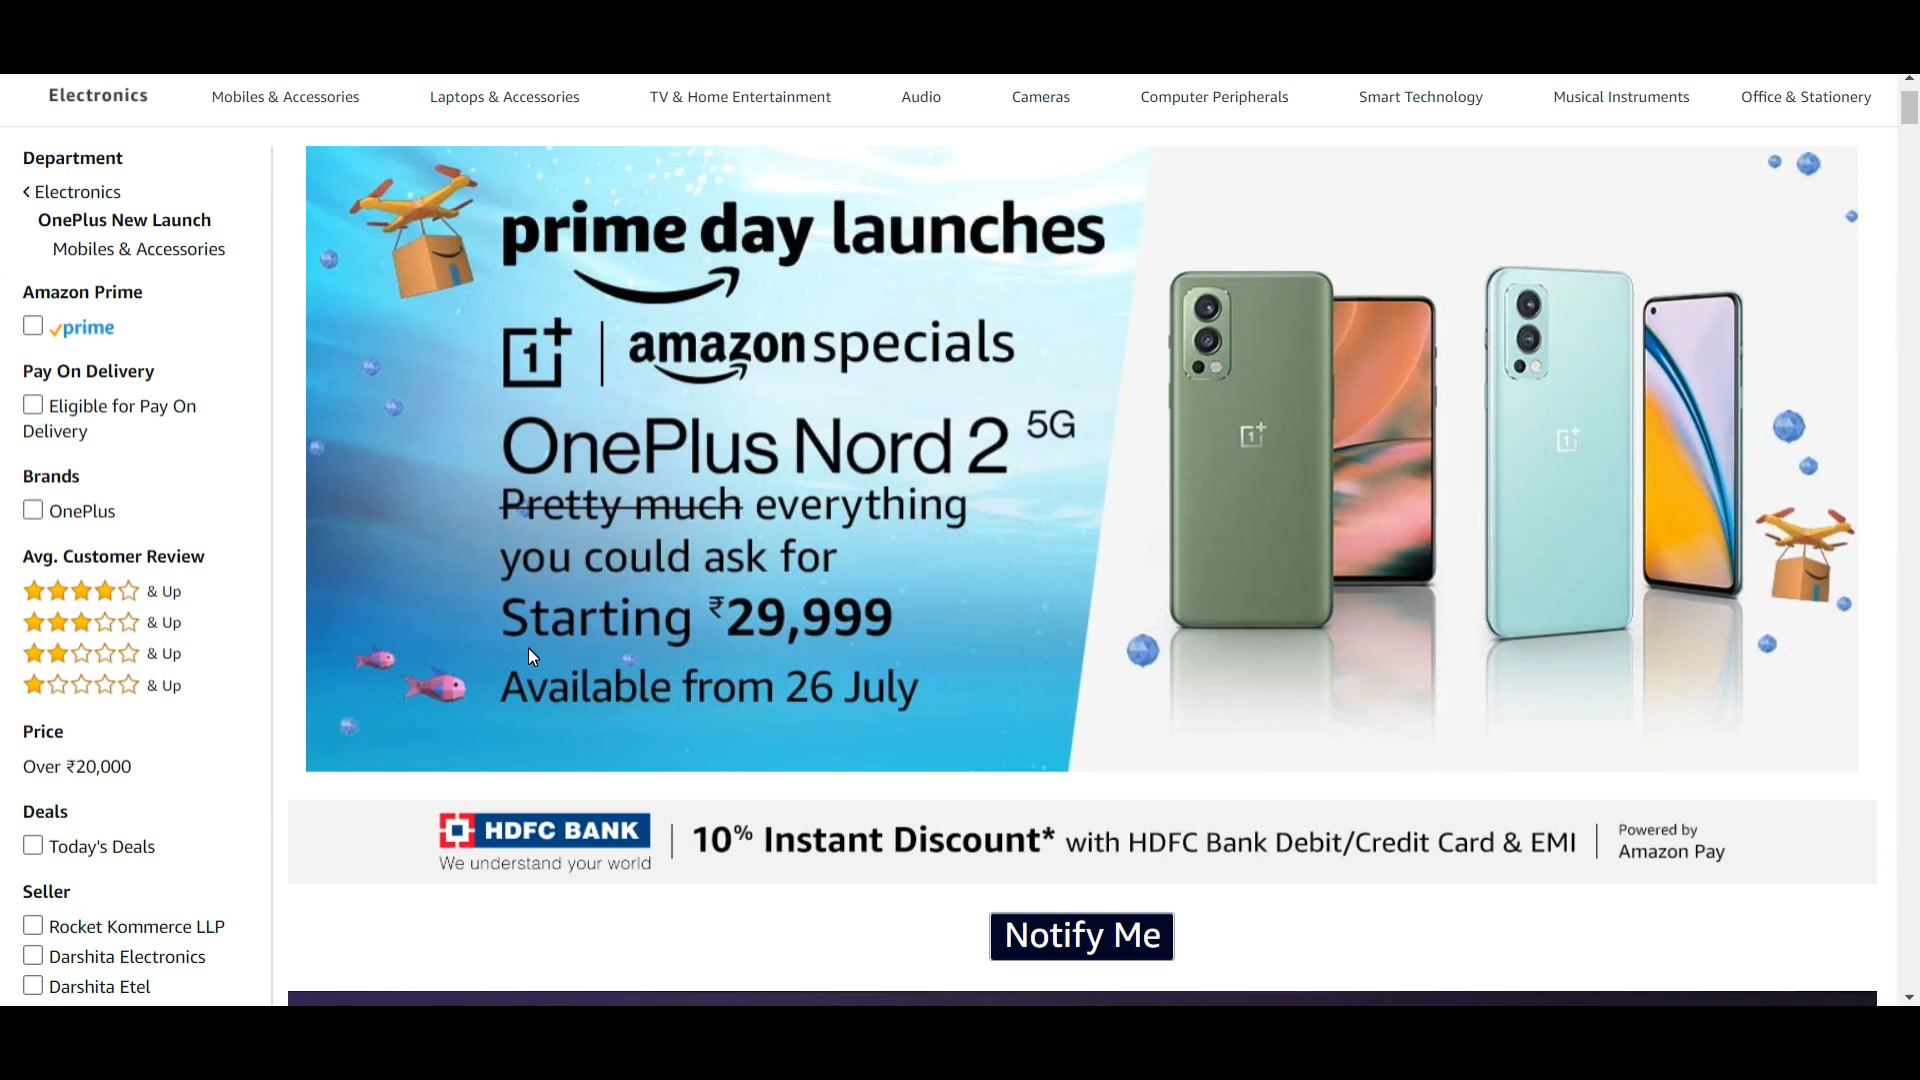 Electronics
Mobiles & Accessories
Laptops & Accessories
TV & Home Entertainment
Audio
Cameras
Computer Peripherals
Smart Technology
Musical Instruments
Office & Stationery
Department
Electronics
OnePlus New Launch
Mobiles & Accessories
Amazon Prime
prime
Pay On Delivery
Eligible for Pay On
Delivery
Brands
OnePlus
Avg. Customer Review
& Up
& Up
& Up
& Up
Price
Over ₹20,000
Deals
Today's Deals
Seller
Rocket Kommerce LLP
Darshita Electronics
Darshita Etel
prime day launches
1+ | amazon specials
OnePlus Nord 2 5G
Pretty much everything
you could ask for
Starting ₹29,999
Available from 26 July
HDFC BANK
We understand your world
10% Instant Discount* with HDFC Bank Debit/Credit Card & EMI
Powered by
Amazon Pay
Notify Me